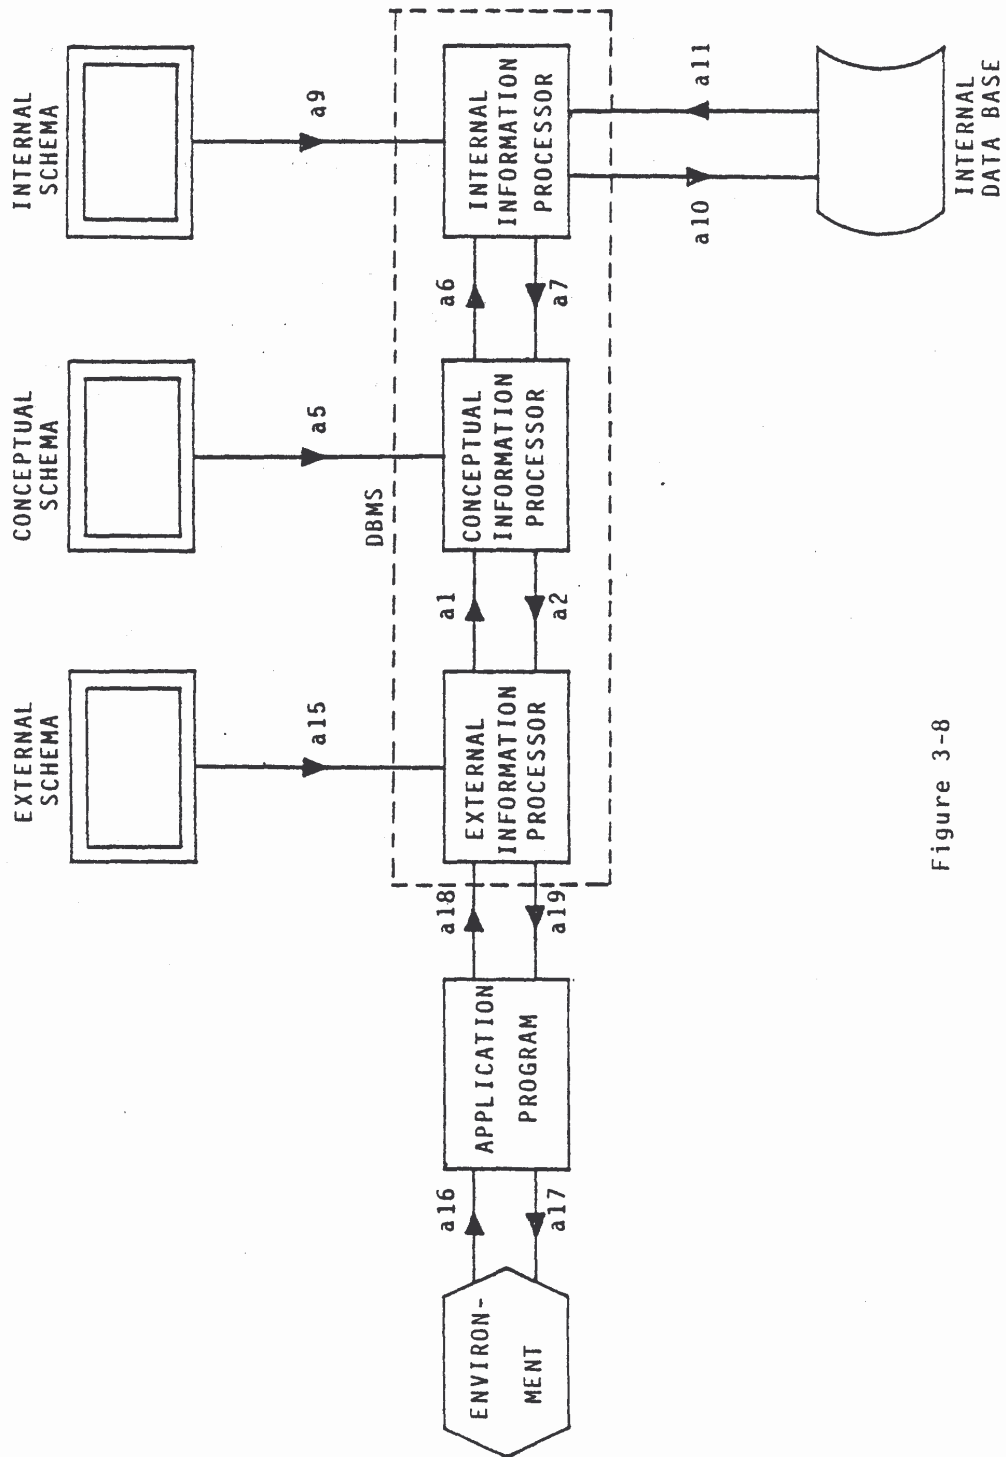 EXTERNAL
SCHEMA
CONCEPTUAL
SCHEMA
INTERNAL
SCHEMA
a15
a5
a9
DBMS
ENVIRON-
MENT
a16
a17
APPLICATION
PROGRAM
a18
a19
EXTERNAL
INFORMATION
PROCESSOR
a1
a2
CONCEPTUAL
INFORMATION
PROCESSOR
a6
a7
INTERNAL
INFORMATION
PROCESSOR
a10
a11
INTERNAL
DATA BASE
Figure 3-8